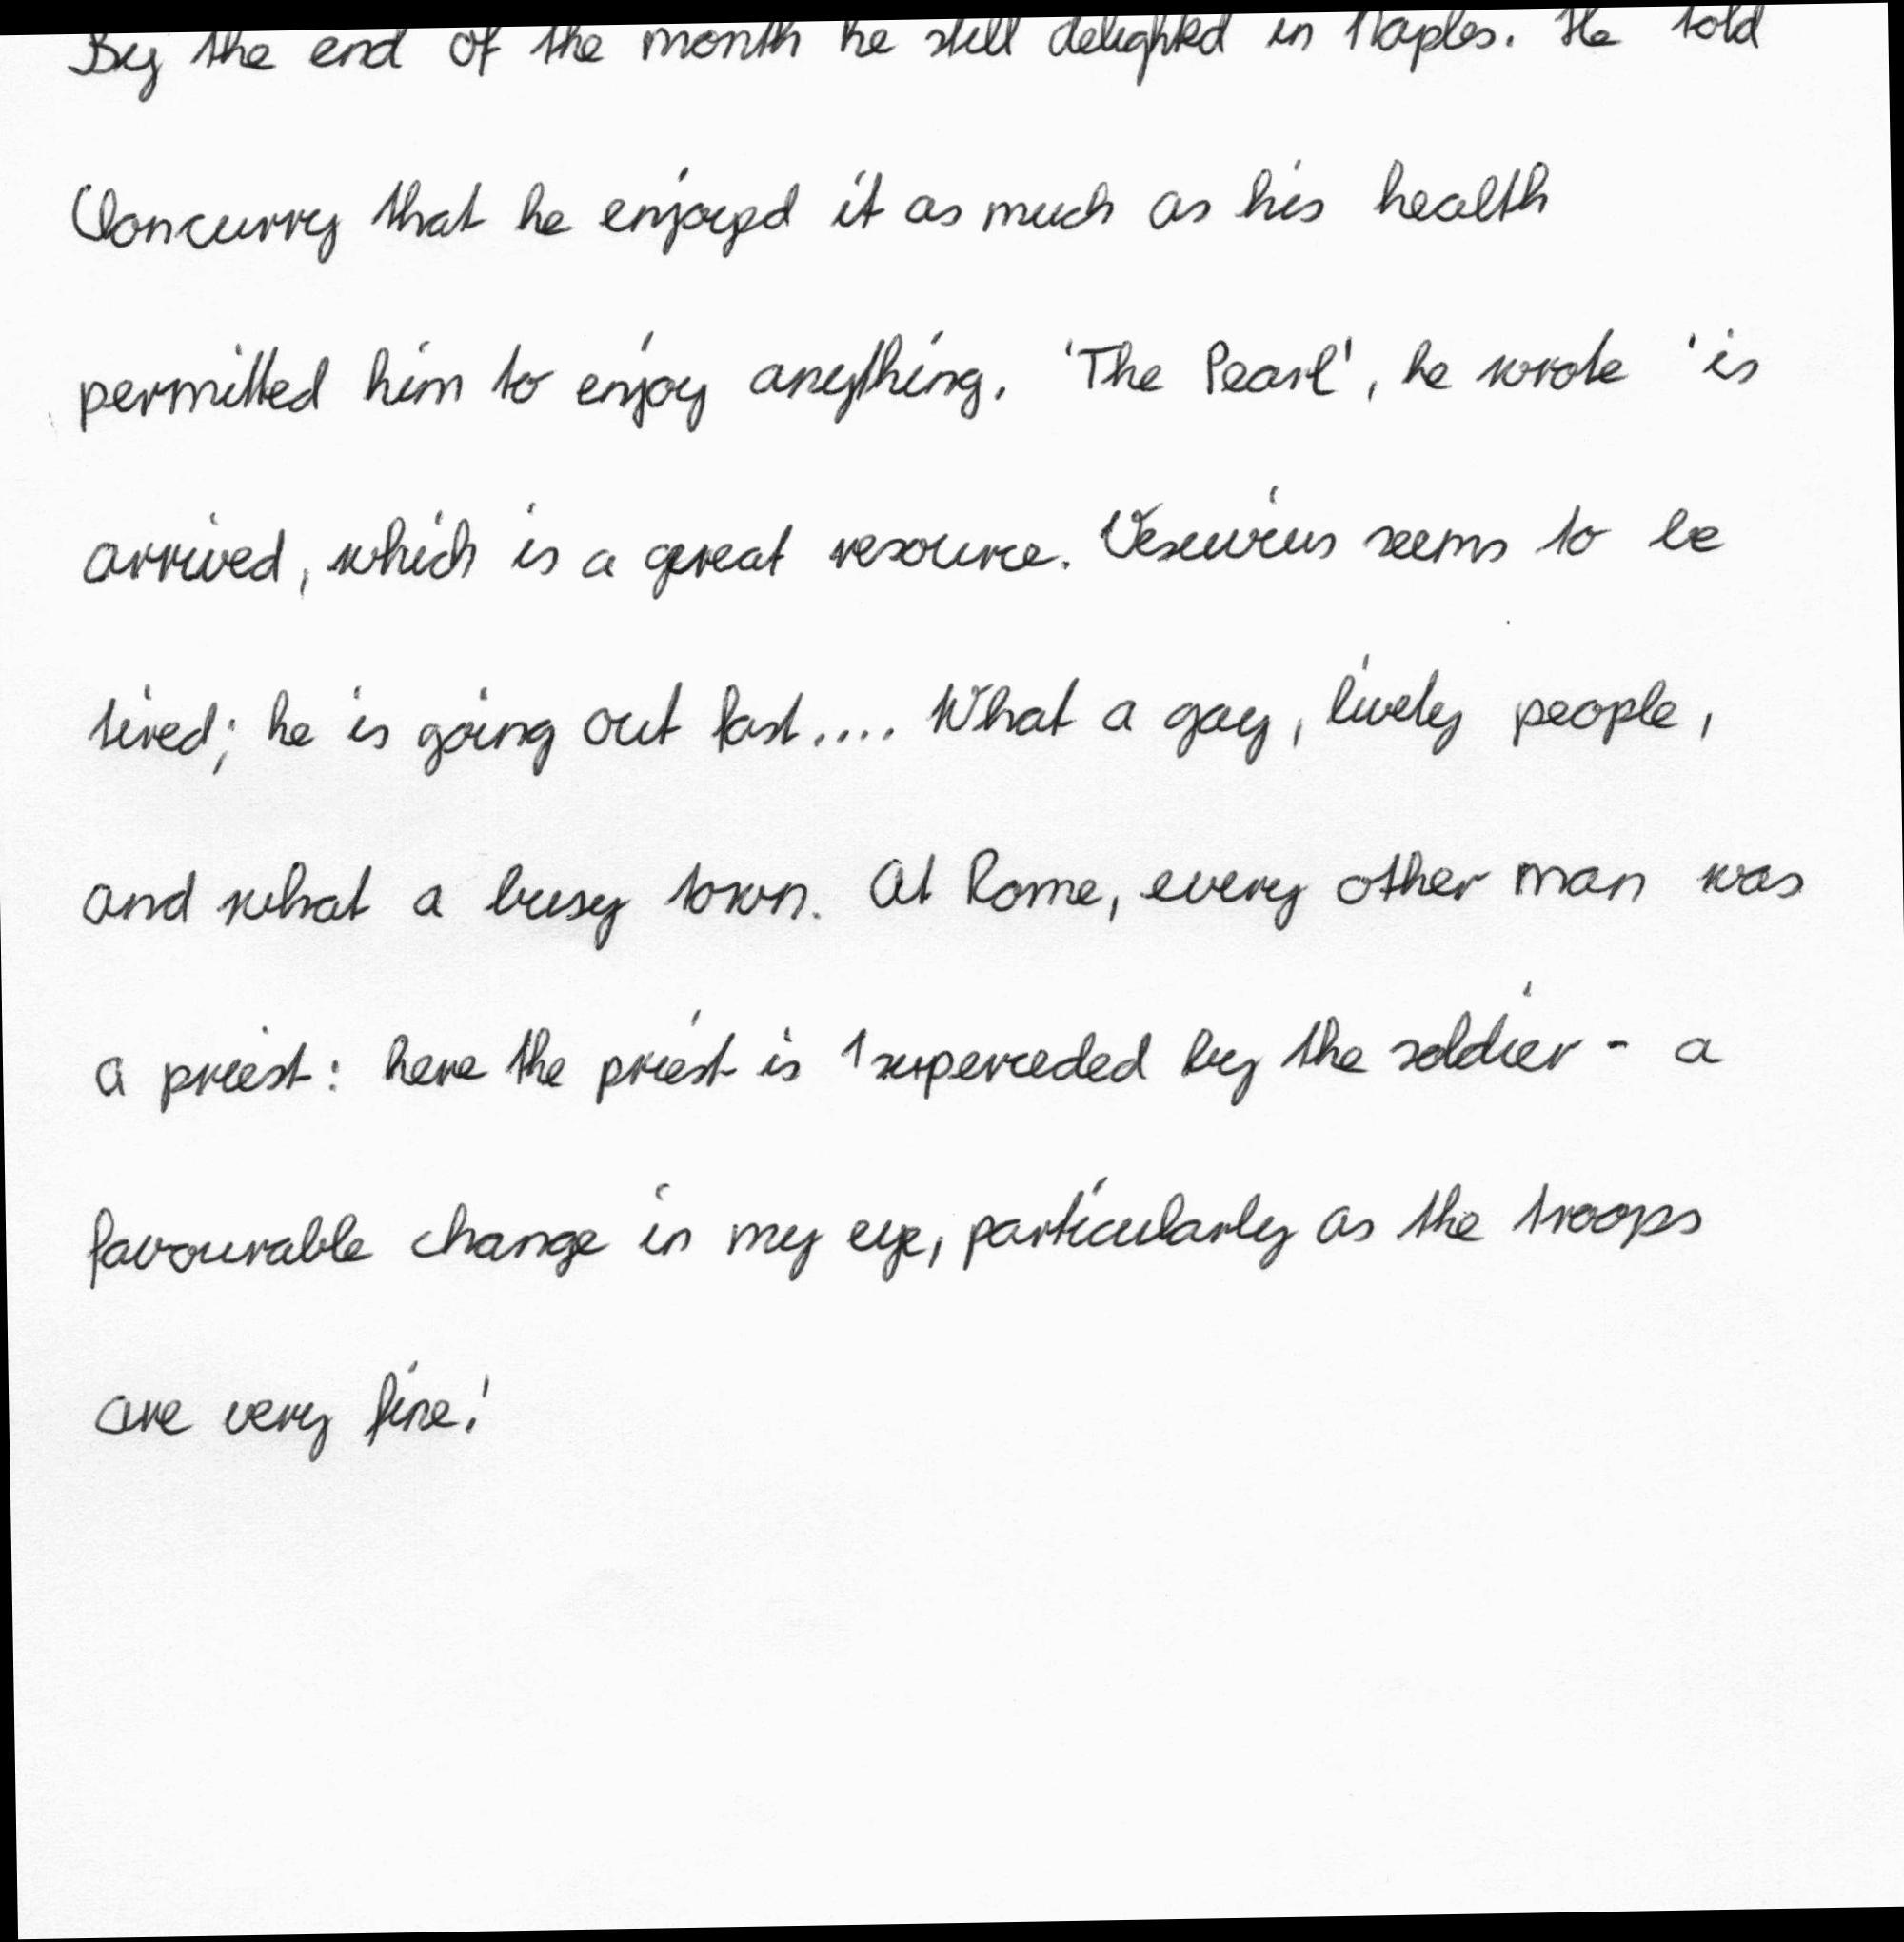 By the end of the month he still delighted in Naples. He told
Cloncurry that he enjoyed it as much as his health
permitted him to enjoy anything. 'The Pearl', he wrote 'is
arrived, which is a great resource. Vesuvius seems to be
tired; he is going out fast.... What a gay, lively people,
and what a busy town. At Rome, every other man was
a priest: here the priest is superceded by the soldier - a
favourable change in my eye, particularly as the troops
are very fine.'